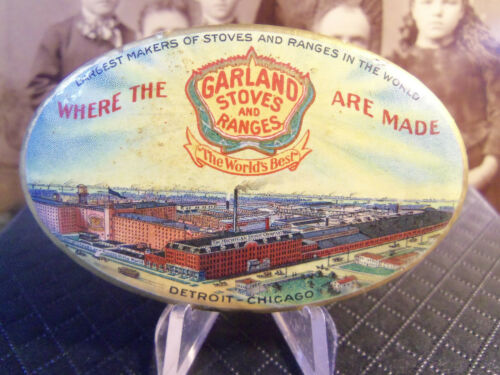 LARGEST MAKERS OF STOVES AND RANGES IN THE WORLD
WHERE THE
GARLAND
STOVES
AND
RANGES
ARE MADE
"The World's Best"
DETROIT - CHICAGO